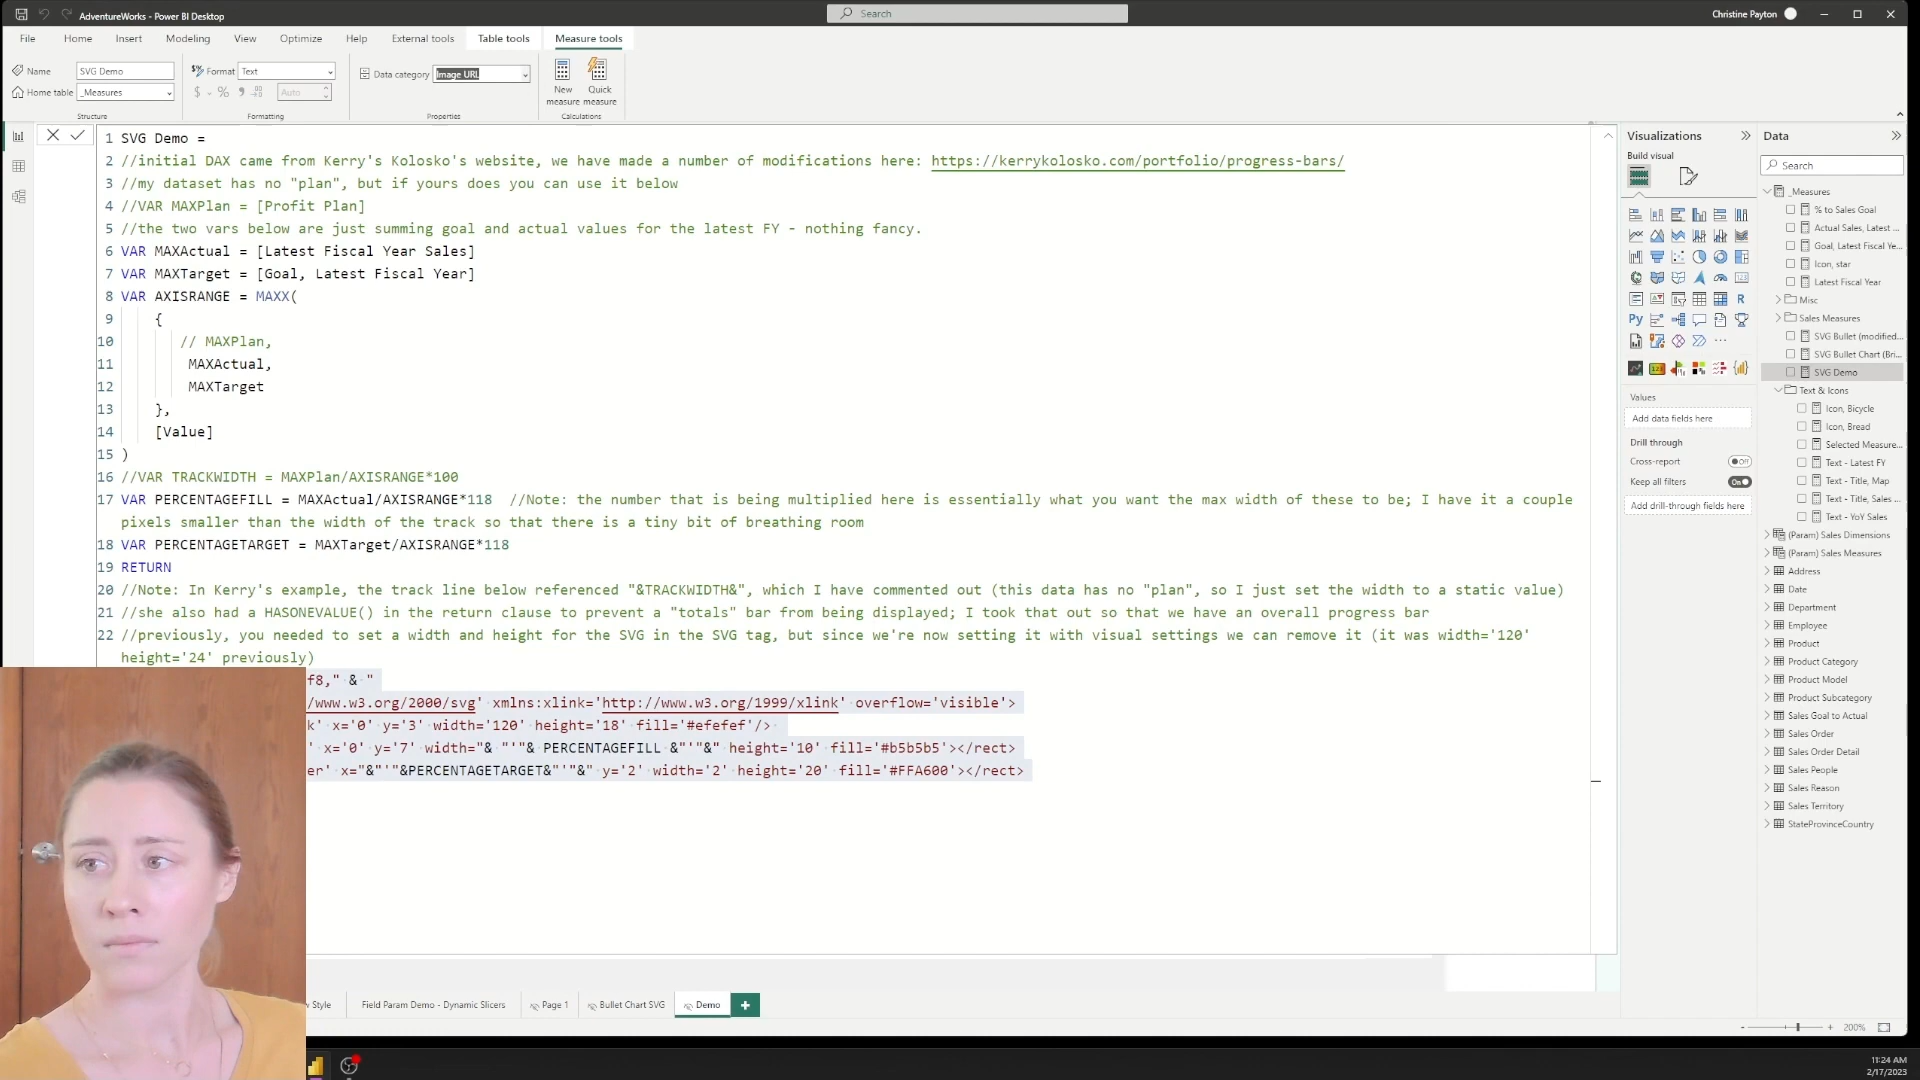 AdventureWorks - Power BI Desktop
Search
Christine Payton
File Home Insert Modeling View Optimize Help External tools Table tools Measure tools
Name SVG Demo
Format Text
Data category Image URL
New measure
Quick measure
Home table _Measures
$ % Auto
Structure Formatting Properties Calculations
1 SVG Demo =
2 //initial DAX came from Kerry's Kolosko's website, we have made a number of modifications here: https://kerrykolosko.com/portfolio/progress-bars/
3 //my dataset has no "plan", but if yours does you can use it below
4 //VAR MAXPlan = [Profit Plan]
5 //the two vars below are just summing goal and actual values for the latest FY - nothing fancy.
6 VAR MAXActual = [Latest Fiscal Year Sales]
7 VAR MAXTarget = [Goal, Latest Fiscal Year]
8 VAR AXISRANGE = MAXX(
9 {
10 // MAXPlan,
11 MAXActual,
12 MAXTarget
13 },
14 [Value]
15 )
16 //VAR TRACKWIDTH = MAXPlan/AXISRANGE*100
17 VAR PERCENTAGEFILL = MAXActual/AXISRANGE*118 //Note: the number that is being multiplied here is essentially what you want the max width of these to be; I have it a couple
pixels smaller than the width of the track so that there is a tiny bit of breathing room
18 VAR PERCENTAGETARGET = MAXTarget/AXISRANGE*118
19 RETURN
20 //Note: In Kerry's example, the track line below referenced "&TRACKWIDTH&", which I have commented out (this data has no "plan", so I just set the width to a static value)
21 //she also had a HASONEVALUE() in the return clause to prevent a "totals" bar from being displayed; I took that out so that we have an overall progress bar
22 //previously, you needed to set a width and height for the SVG in the SVG tag, but since we're now setting it with visual settings we can remove it (it was width='120'
height='24' previously)
f8," & "
/www.w3.org/2000/svg' xmlns:xlink='http://www.w3.org/1999/xlink' overflow='visible'>
k' x='0' y='3' width='120' height='18' fill='#efefef'/>
' x='0' y='7' width="& "'"& PERCENTAGEFILL &"'"&" height='10' fill='#b5b5b5'></rect>
er' x="&"'"&PERCENTAGETARGET&"'"&" y='2' width='2' height='20' fill='#FFA600'></rect>
Visualizations
Build visual
R
Py
123
Values
Add data fields here
Drill through
Cross-report Off
Keep all filters On
Add drill-through fields here
Data
Search
_Measures
% to Sales Goal
Actual Sales, Latest ...
Goal, Latest Fiscal Ye...
Icon, star
Latest Fiscal Year
Misc
Sales Measures
SVG Bullet (modified...
SVG Bullet Chart (Bri...
SVG Demo
Text & Icons
Icon, Bicycle
Icon, Bread
Selected Measure...
Text - Latest FY
Text - Title, Map
Text - Title, Sales ...
Text - YoY Sales
(Param) Sales Dimensions
(Param) Sales Measures
Address
Date
Department
Employee
Product
Product Category
Product Model
Product Subcategory
Sales Goal to Actual
Sales Order
Sales Order Detail
Sales People
Sales Reason
Sales Territory
StateProvinceCountry
Style Field Param Demo - Dynamic Slicers Page 1 Bullet Chart SVG Demo
- + 200%
11:24 AM
2/17/2023